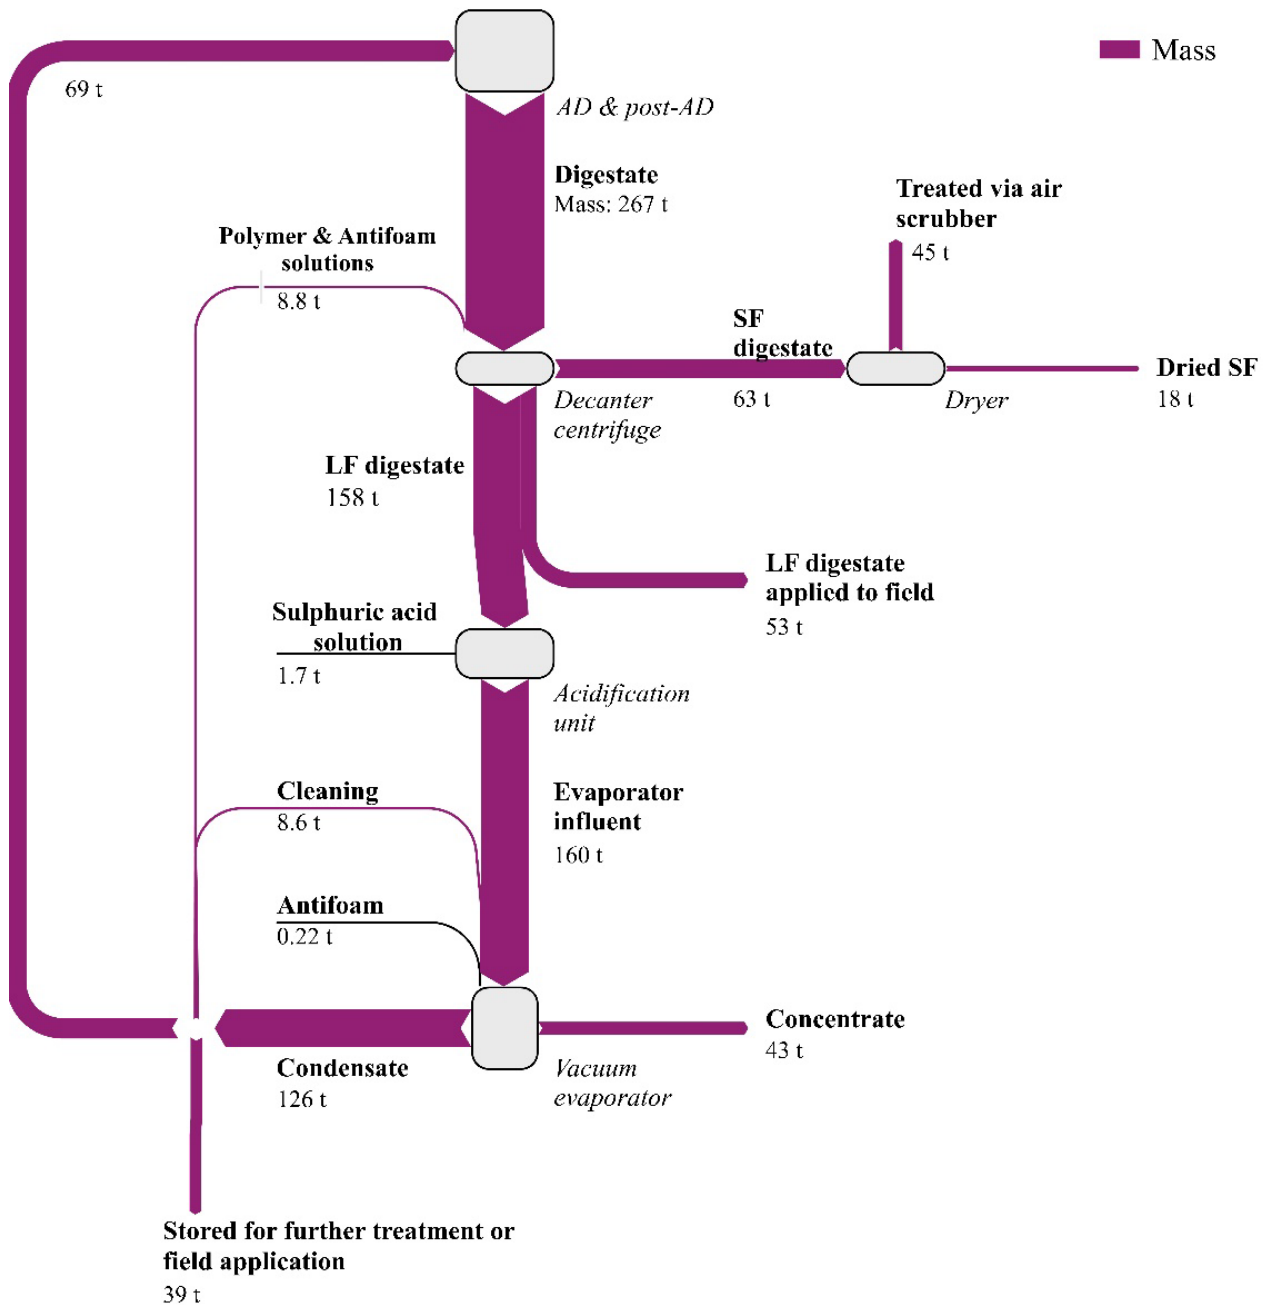 69 t
Mass
AD & post-AD
Digestate
Mass: 267 t
Treated via air
scrubber
45 t
Polymer & Antifoam
solutions
8.8 t
SF
digestate
63 t
Decanter
centrifuge
Dryer
Dried SF
18 t
LF digestate
158 t
LF digestate
applied to field
53 t
Sulphuric acid
solution
1.7 t
Acidification
unit
Cleaning
8.6 t
Evaporator
influent
160 t
Antifoam
0.22 t
Concentrate
43 t
Condensate
126 t
Vacuum
evaporator
Stored for further treatment or
field application
39 t